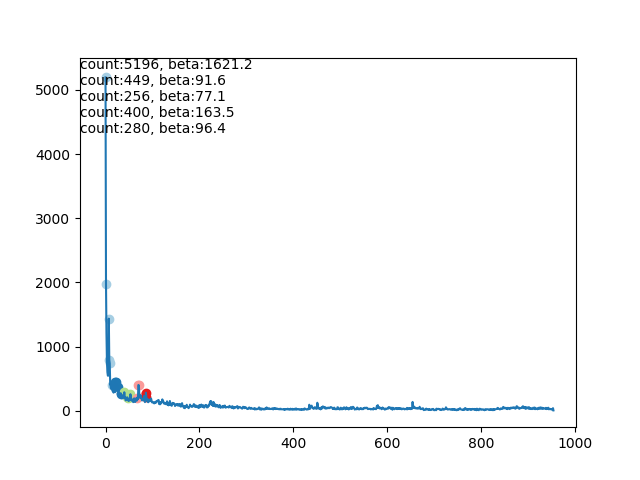 count:5196, beta:1621.2
count:449, beta:91.6
count:256, beta:77.1
count:400, beta:163.5
count:280, beta:96.4
5000
4000
3000
2000
1000
0
0 200 400 600 800 1000